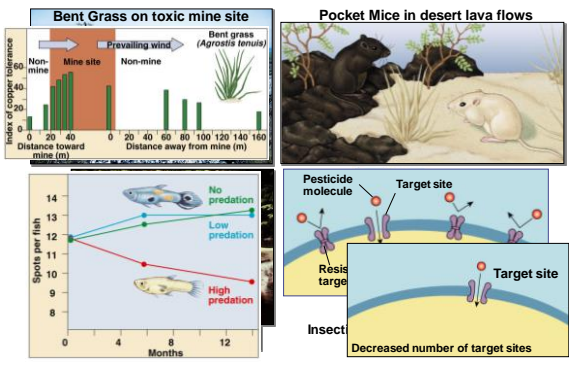 Bent Grass on toxic mine site
Prevailing wind
Bent grass
(Agrostis tenuis)
Non-
mine
Mine site
Non-mine
Index of copper tolerance
60
40
20
0
0 20 40 0 20 40 60 80 100 160
Distance toward
mine (m)
Distance away from mine (m)
Pocket Mice in desert lava flows
Spots per fish
14
13
12
11
10
9
8
No
predation
Low
predation
High
predation
0 4 8 12
Months
Pesticide
molecule
Target site
Resis
targe
Insecti
Target site
Decreased number of target sites